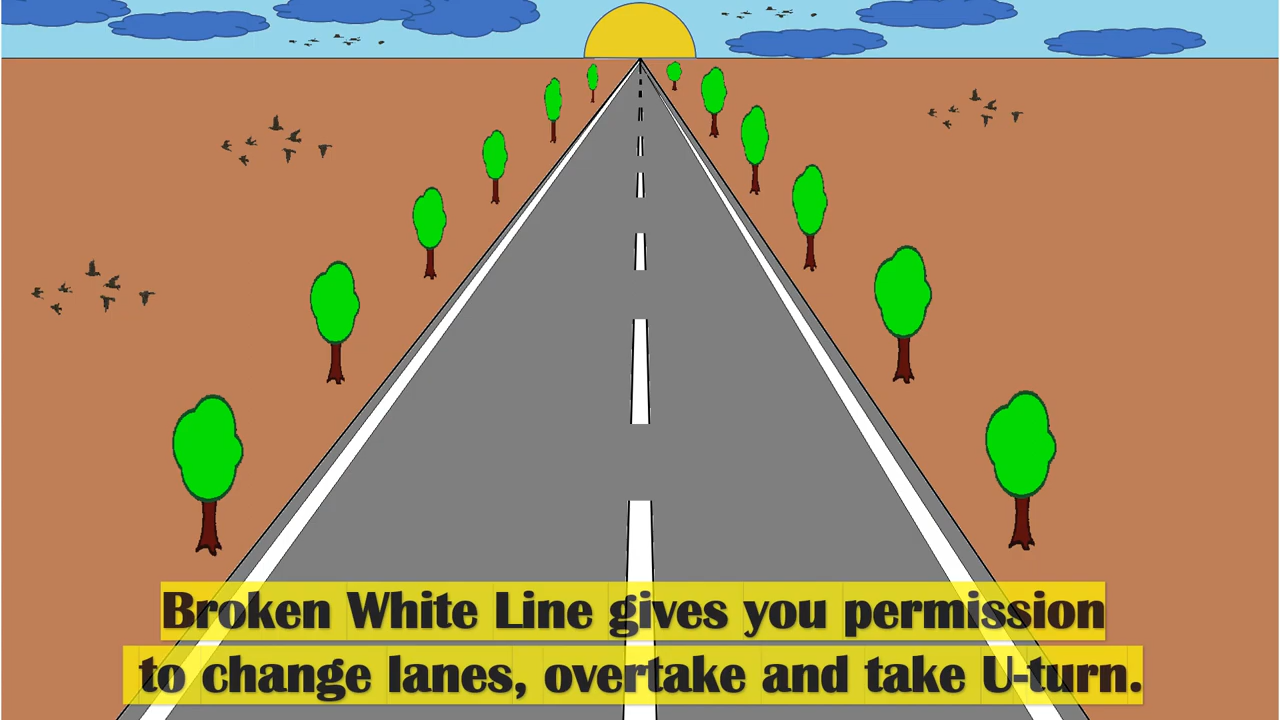 Broken White Line gives you permission
to change lanes, overtake and take U-turn.